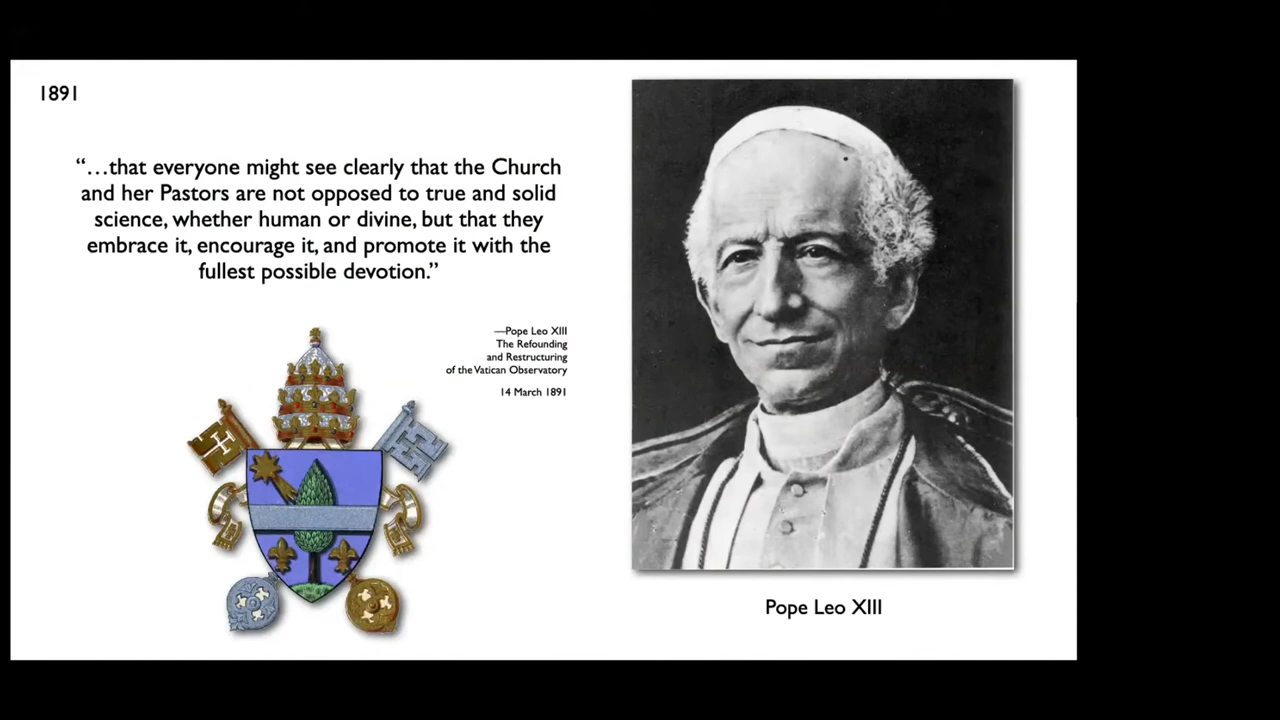 1891
“…that everyone might see clearly that the Church
and her Pastors are not opposed to true and solid
science, whether human or divine, but that they
embrace it, encourage it, and promote it with the
fullest possible devotion.”
—Pope Leo XIII
The Refounding
and Restructuring
of the Vatican Observatory
14 March 1891
Pope Leo XIII